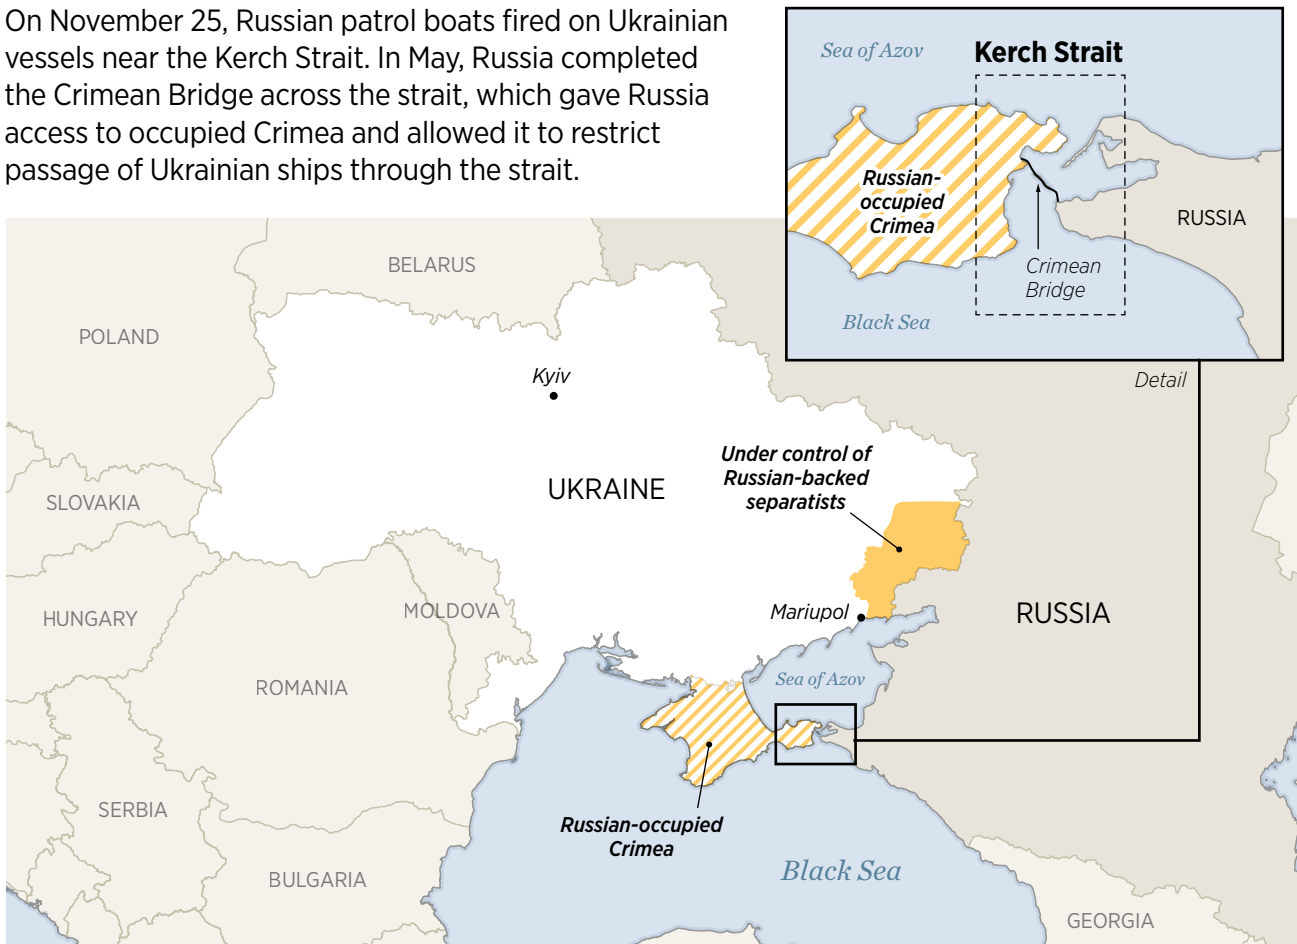 On November 25, Russian patrol boats fired on Ukrainian
vessels near the Kerch Strait. In May, Russia completed
the Crimean Bridge across the strait, which gave Russia
access to occupied Crimea and allowed it to restrict
passage of Ukrainian ships through the strait.
Sea of Azov
Kerch Strait
Russian-
occupied
Crimea
RUSSIA
Crimean
Bridge
Black Sea
Detail
BELARUS
POLAND
Kyiv
Under control of
Russian-backed
separatists
UKRAINE
SLOVAKIA
HUNGARY
MOLDOVA
Mariupol
RUSSIA
ROMANIA
Sea of Azov
SERBIA
Russian-occupied
Crimea
Black Sea
BULGARIA
GEORGIA